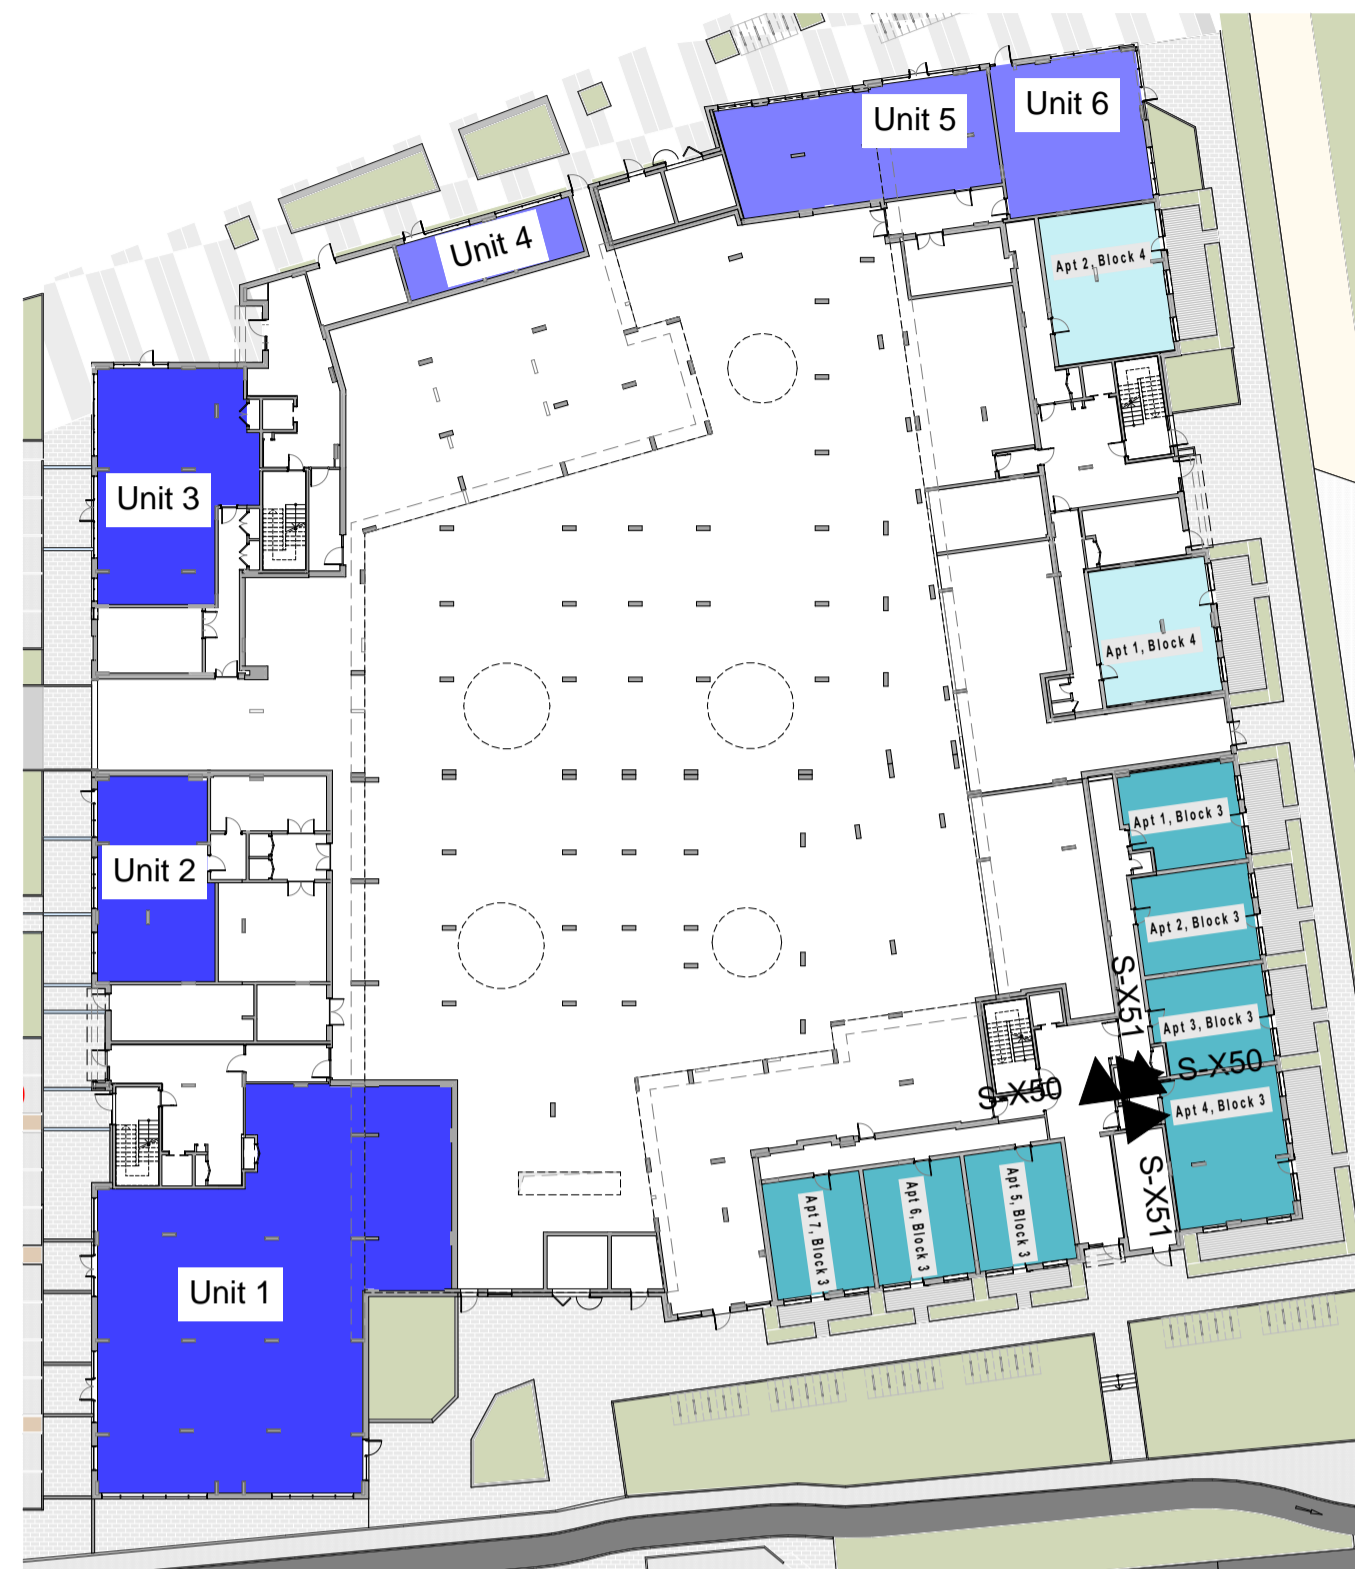 Unit 6
Unit 5
Unit 4
Apt 2, Block 4
Unit 3
Apt 1, Block 4
Apt 1, Block 3
Unit 2
Apt 2, Block 3
S-X51
Apt 3, Block 3
S-X50
S-X50
Apt 4, Block 3
S-X51
Apt 5, Block 3
Apt 6, Block 3
Apt 7, Block 3
Unit 1